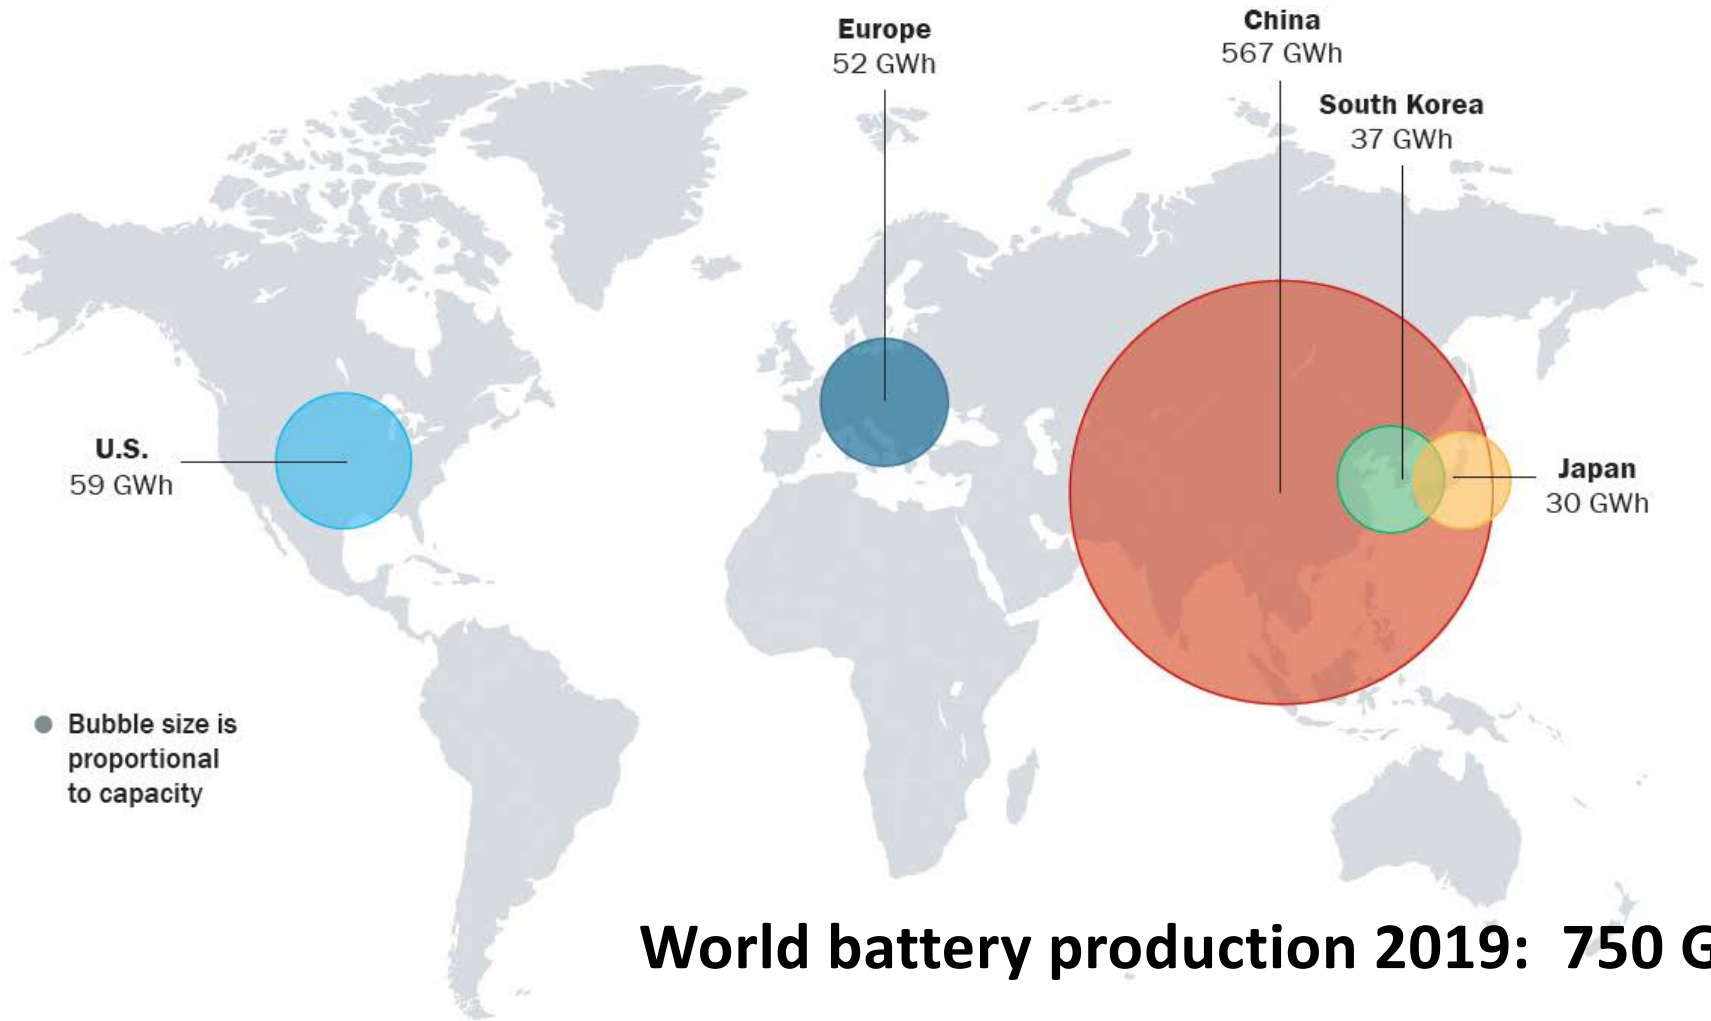 Europe
52 GWh
China
567 GWh
South Korea
37 GWh
U.S.
59 GWh
Japan
30 GWh
Bubble size is
proportional
to capacity
World battery production 2019: 750 G